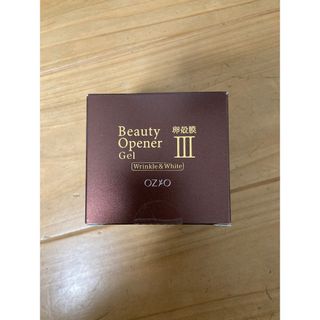 Beauty
Opener
Gel
卵殻膜
III
Wrinkle&White
OZIO